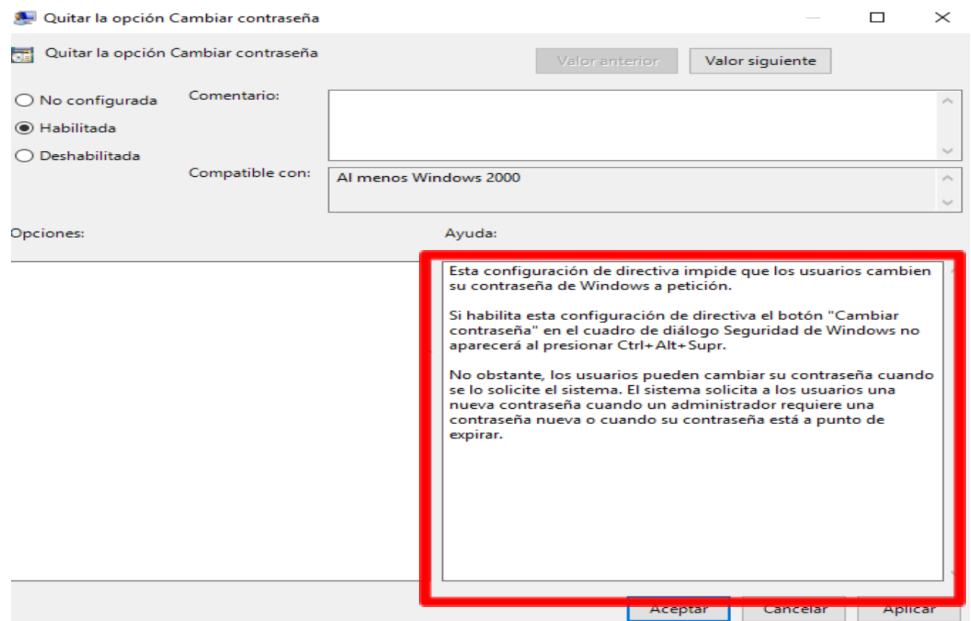 Quitar la opción Cambiar contraseña
Quitar la opción Cambiar contraseña
Valor anterior
Valor siguiente
No configurada
Habilitada
Deshabilitada
Comentario:
Compatible con:
Al menos Windows 2000
Opciones:
Ayuda:
Esta configuración de directiva impide que los usuarios cambien
su contraseña de Windows a petición.
Si habilita esta configuración de directiva el botón "Cambiar
contraseña" en el cuadro de diálogo Seguridad de Windows no
aparecerá al presionar Ctrl+Alt+Supr.
No obstante, los usuarios pueden cambiar su contraseña cuando
se lo solicite el sistema. El sistema solicita a los usuarios una
nueva contraseña cuando un administrador requiere una
contraseña nueva o cuando su contraseña está a punto de
expirar.
Aceptar
Cancelar
Aplicar